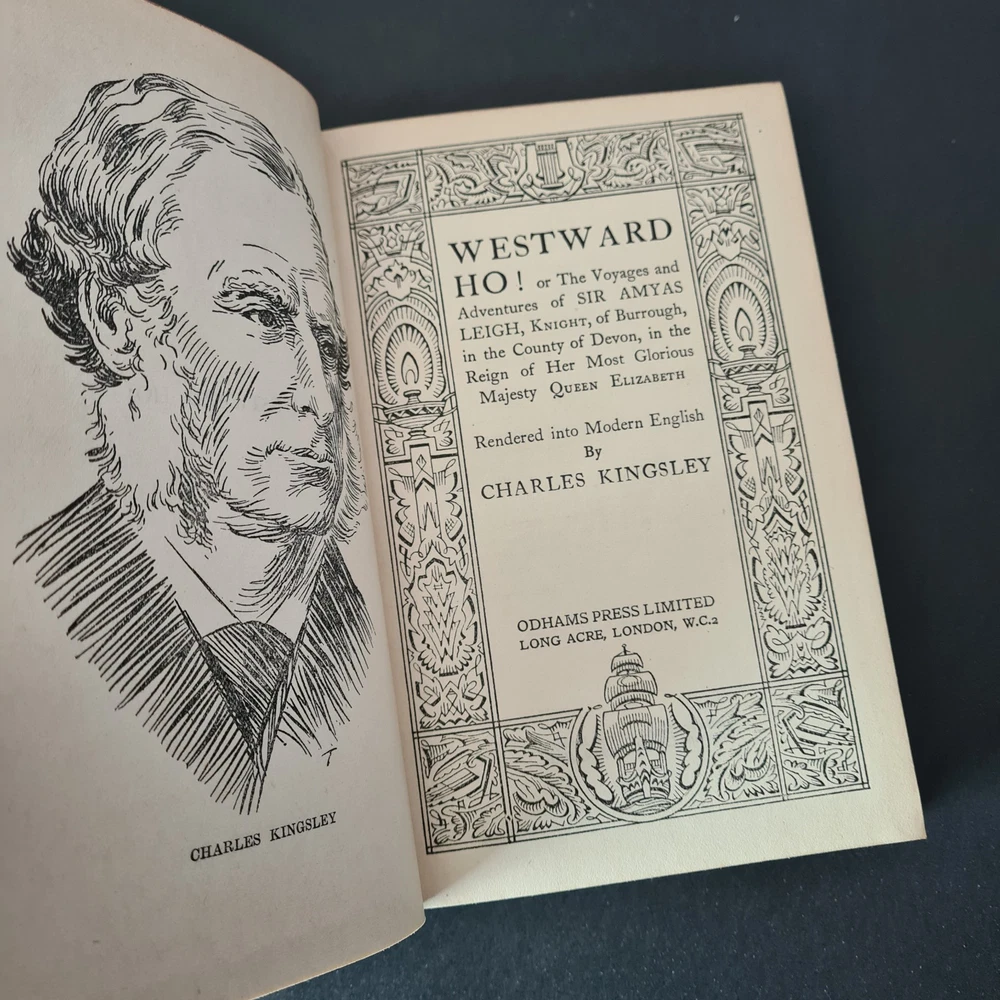 CHARLES KINGSLEY
WESTWARD
HO! or The Voyages and
Adventures of SIR AMYAS
LEIGH, KNIGHT, of Burrough,
in the County of Devon, in the
Reign of Her Most Glorious
Majesty QUEEN ELIZABETH
Rendered into Modern English
By
CHARLES KINGSLEY
ODHAMS PRESS LIMITED
LONG ACRE, LONDON, W.C.2